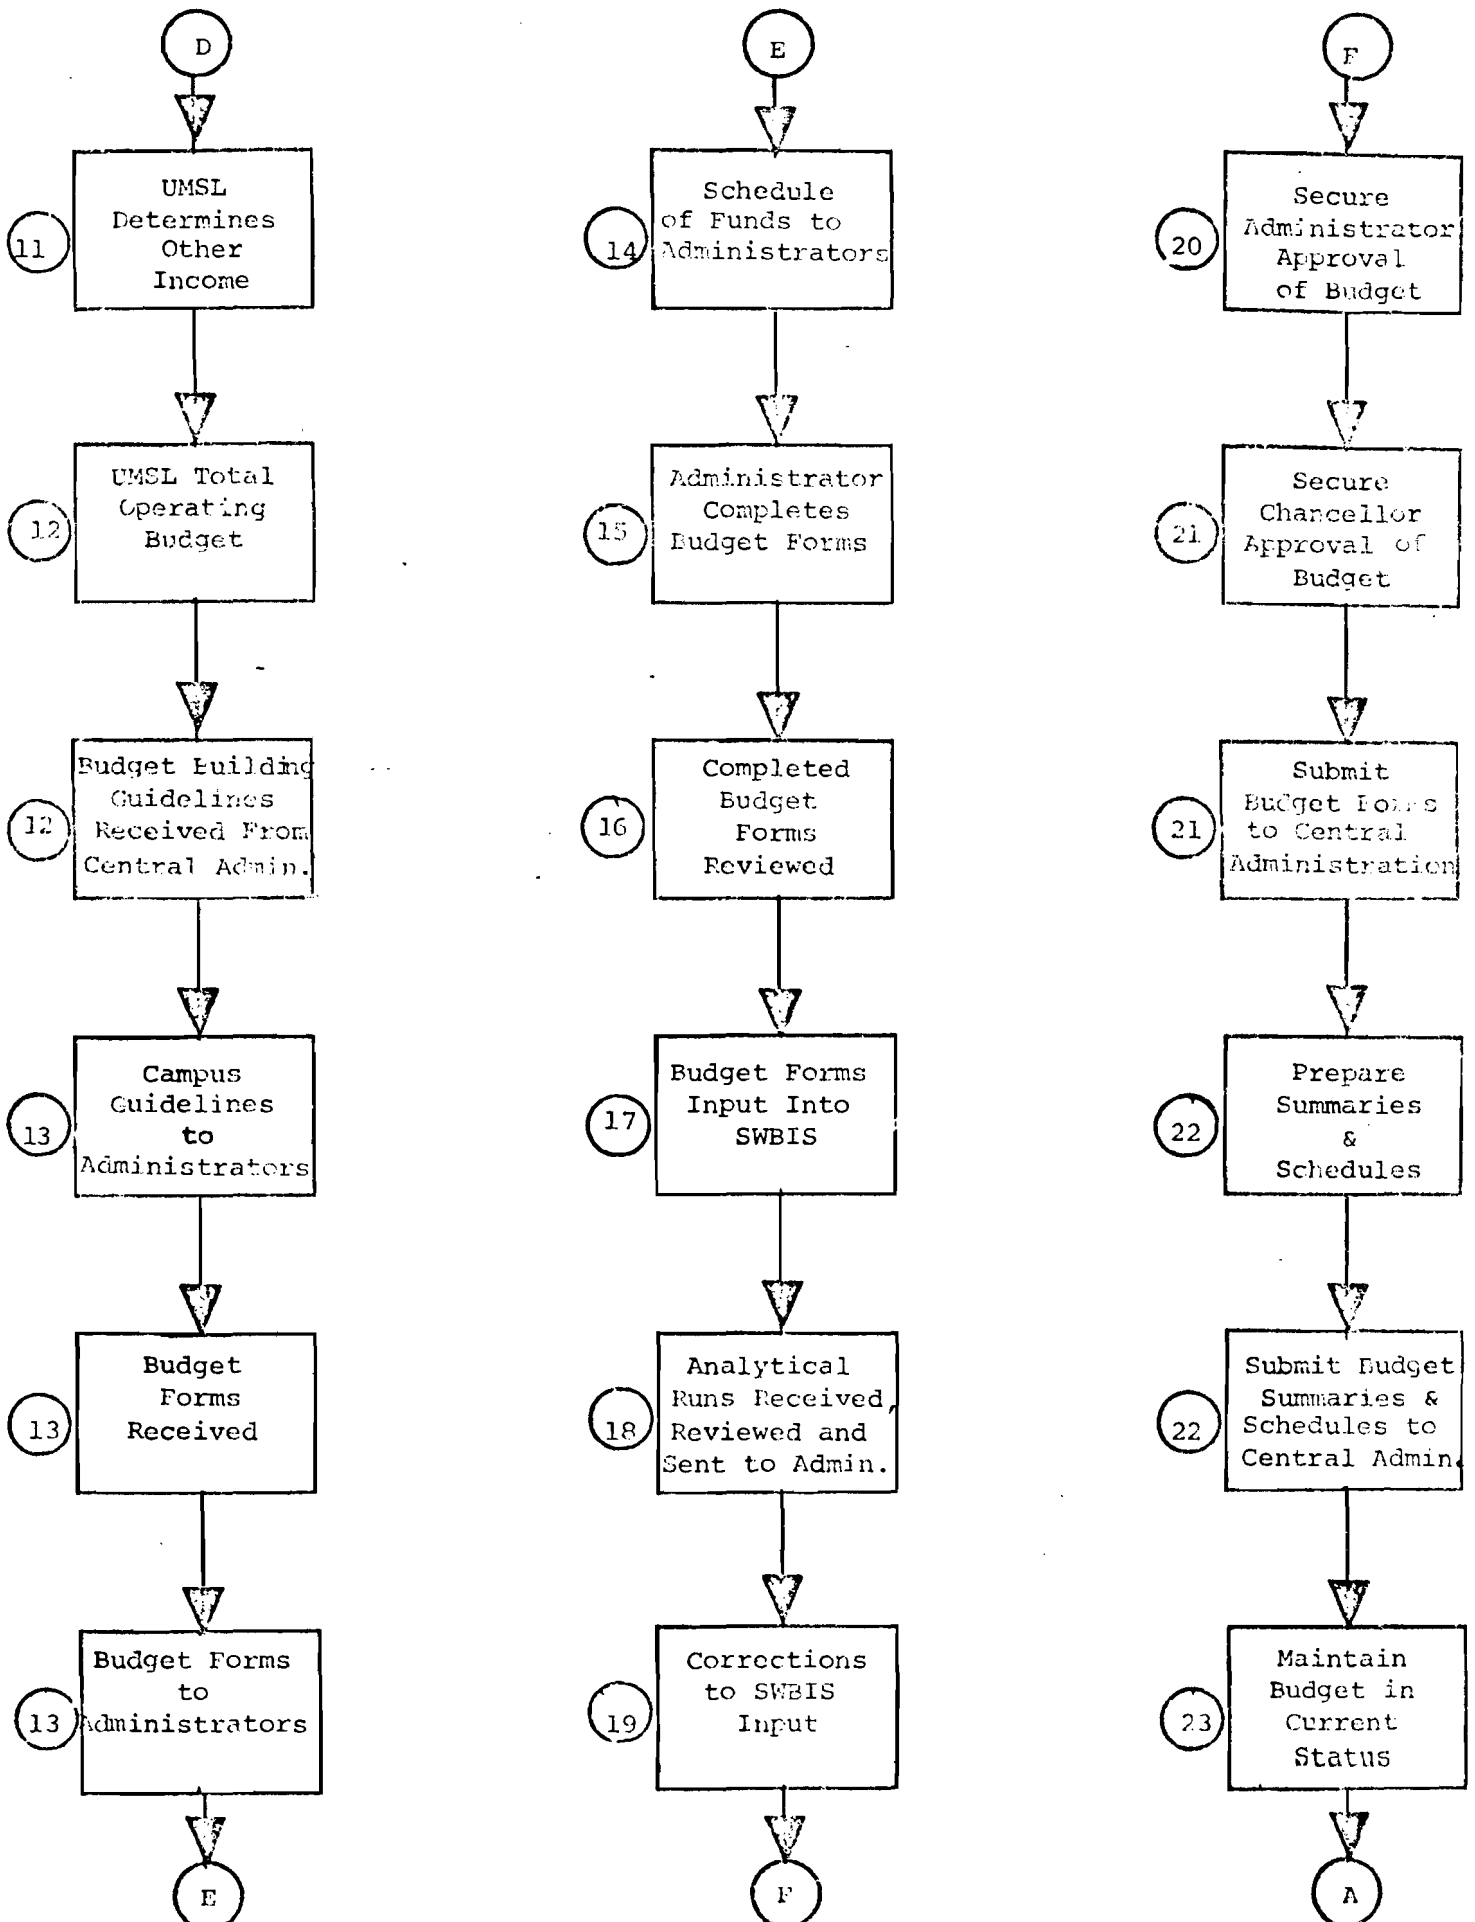 D
11
UMSL
Determines
Other
Income
12
UMSL Total
Operating
Budget
12
Budget Building
Guidelines
Received From
Central Admin.
13
Campus
Guidelines
to
Administrators
13
Budget
Forms
Received
13
Budget Forms
to
Administrators
E
E
14
Schedule
of Funds to
Administrators
15
Administrator
Completes
Budget Forms
16
Completed
Budget
Forms
Reviewed
17
Budget Forms
Input Into
SWBIS
18
Analytical
Runs Received,
Reviewed and
Sent to Admin.
19
Corrections
to SWBIS
Input
F
F
20
Secure
Administrator
Approval
of Budget
21
Secure
Chancellor
Approval of
Budget
21
Submit
Budget Forms
to Central
Administration
22
Prepare
Summaries
&
Schedules
22
Submit Budget
Summaries &
Schedules to
Central Admin.
23
Maintain
Budget in
Current
Status
A